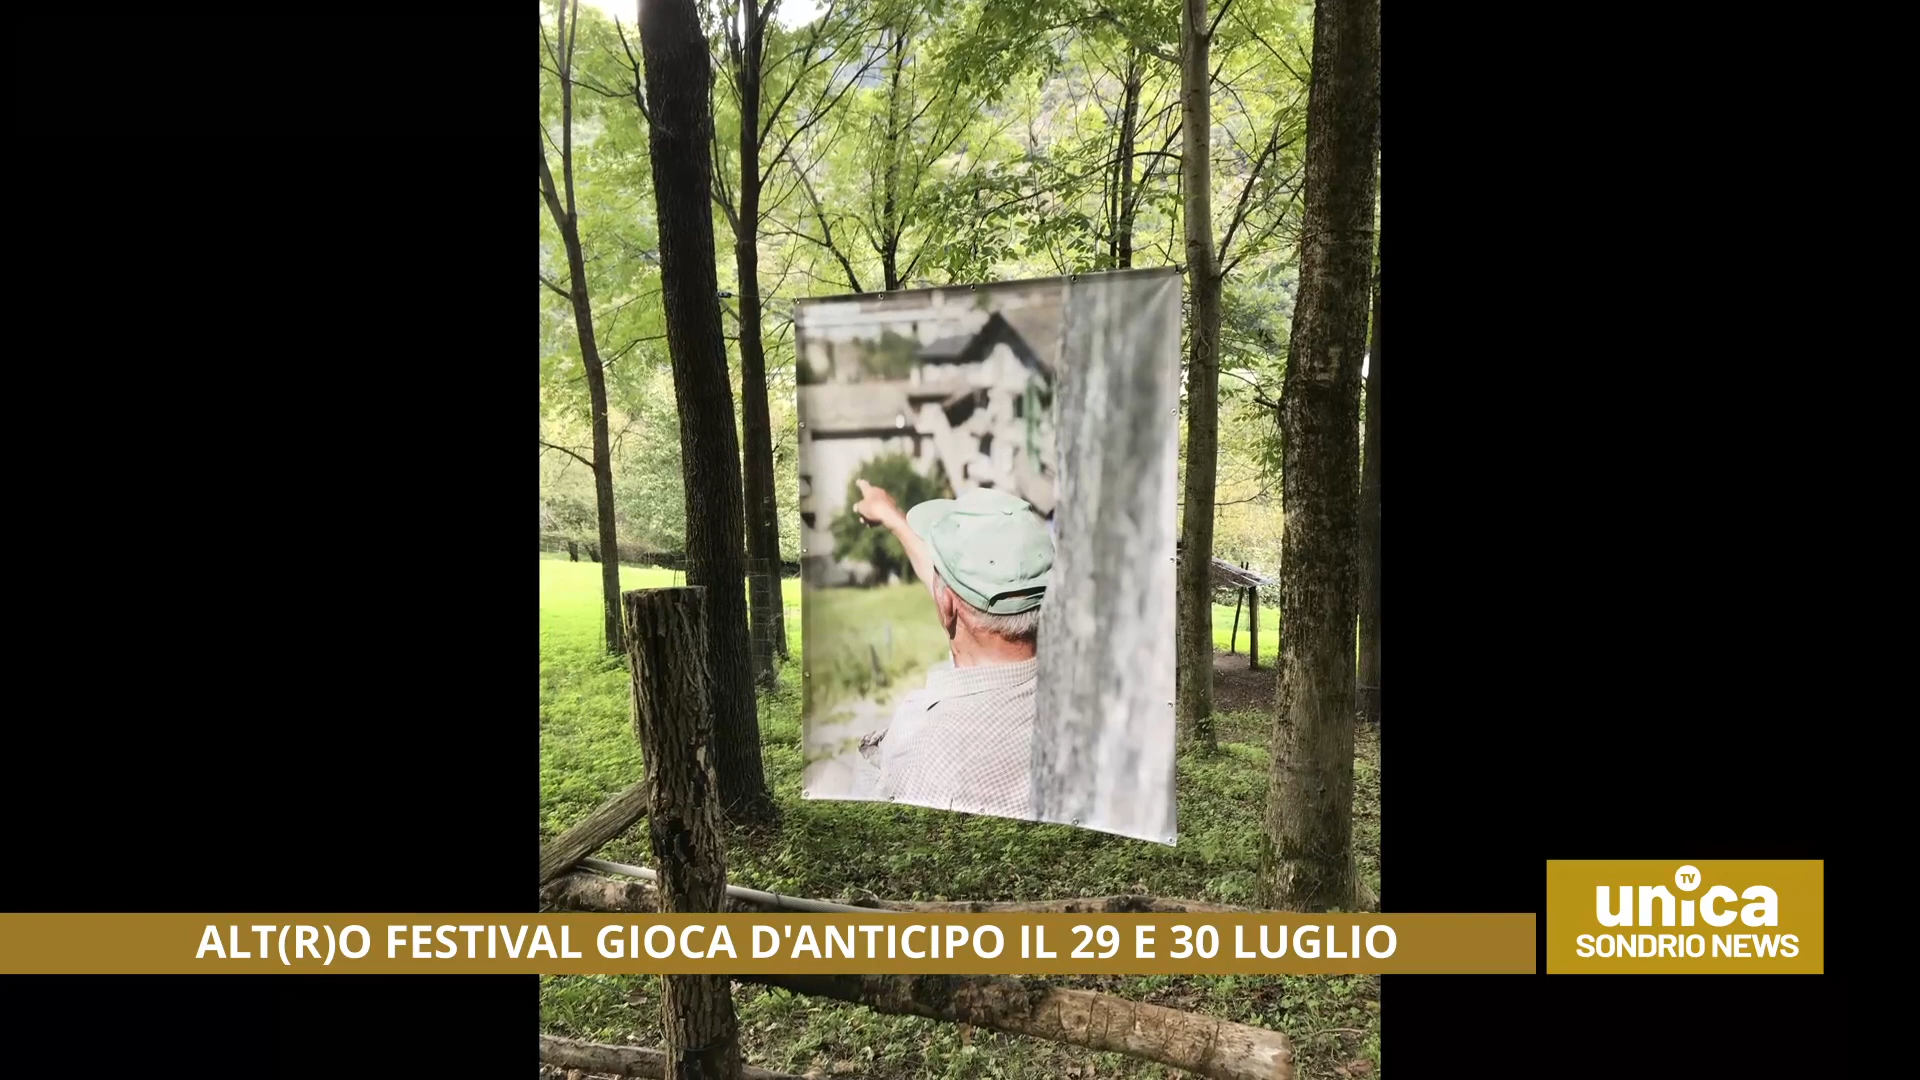 ALT(R)O FESTIVAL GIOCA D'ANTICIPO IL 29 E 30 LUGLIO
TV
unica
SONDRIO NEWS